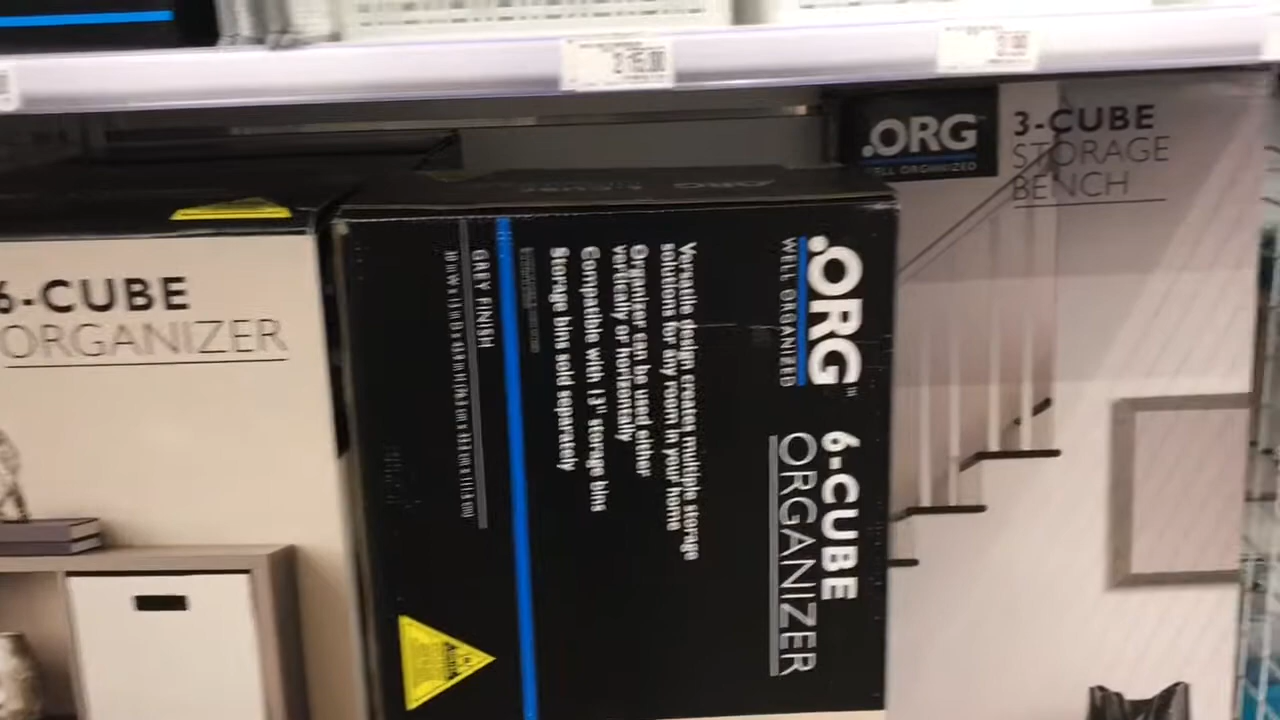 .ORG
WELL ORGANIZED
3-CUBE
STORAGE
BENCH
6-CUBE
ORGANIZER
.ORG
WELL ORGANIZED
6-CUBE
ORGANIZER
Versatile design creates multiple storage
solutions for any room in your home
Organizer can be used either
vertically or horizontally
Compatible with 13" storage bins
Storage bins sold separately
GREY FINISH